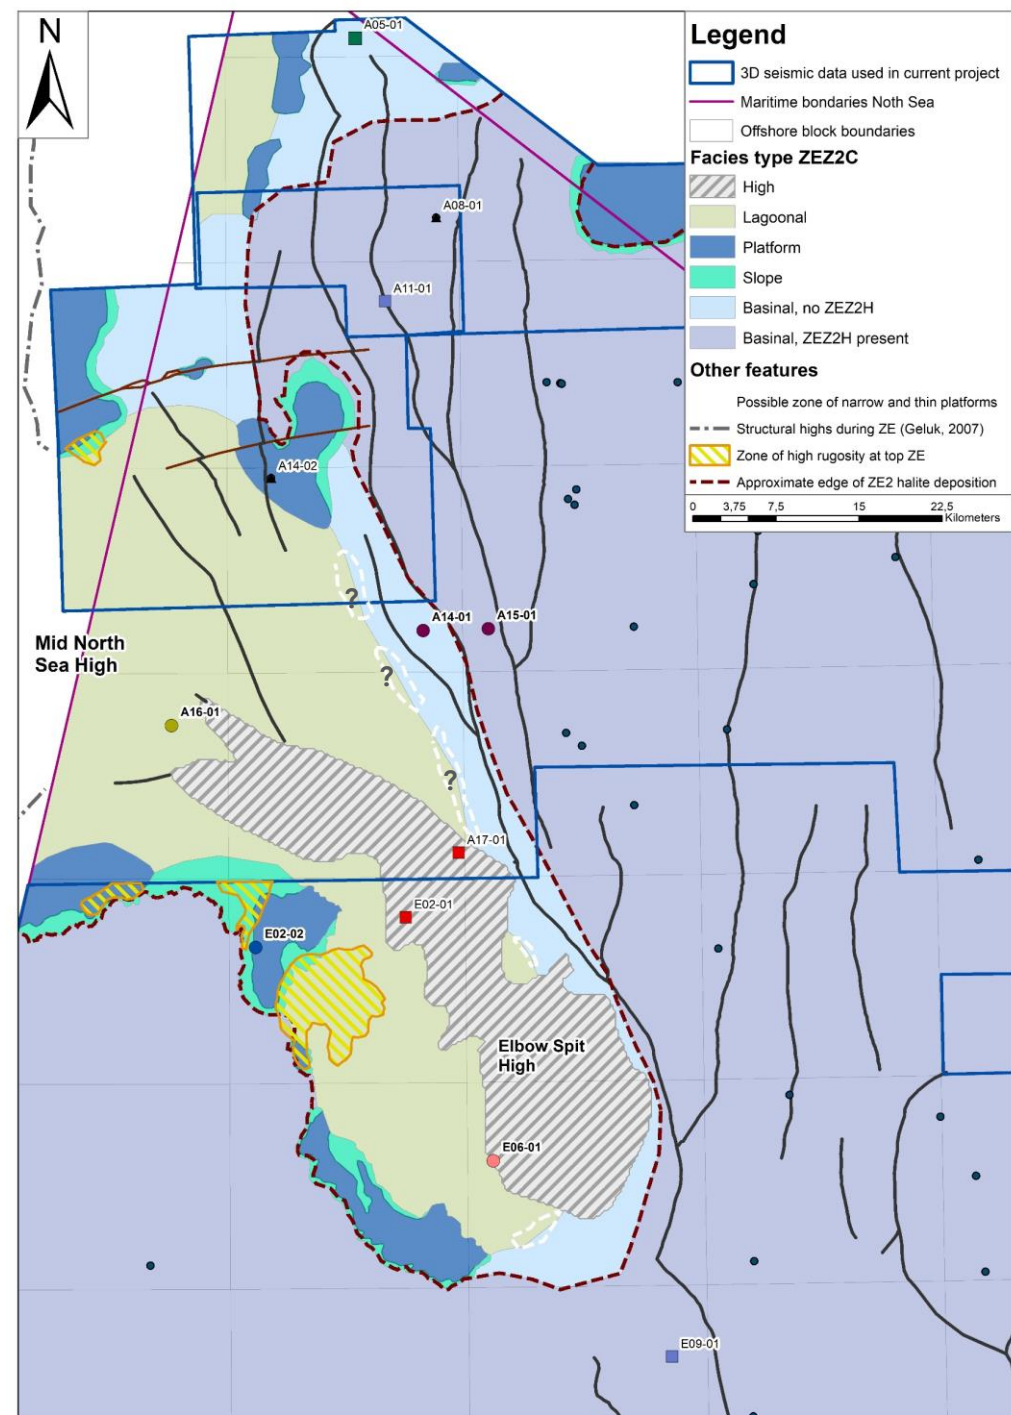 N
A05-01
A08-01
A11-01
A14-02
?
A14-01
A15-01
Mid North
Sea High
?
A16-01
?
A17-01
E02-01
E02-02
Elbow Spit
High
E06-01
E09-01
Legend
3D seismic data used in current project
Maritime bondaries Noth Sea
Offshore block boundaries
Facies type ZEZ2C
High
Lagoonal
Platform
Slope
Basinal, no ZEZ2H
Basinal, ZEZ2H present
Other features
Possible zone of narrow and thin platforms
Structural highs during ZE (Geluk, 2007)
Zone of high rugosity at top ZE
Approximate edge of ZE2 halite deposition
0 3,75 7,5 15 22,5
Kilometers